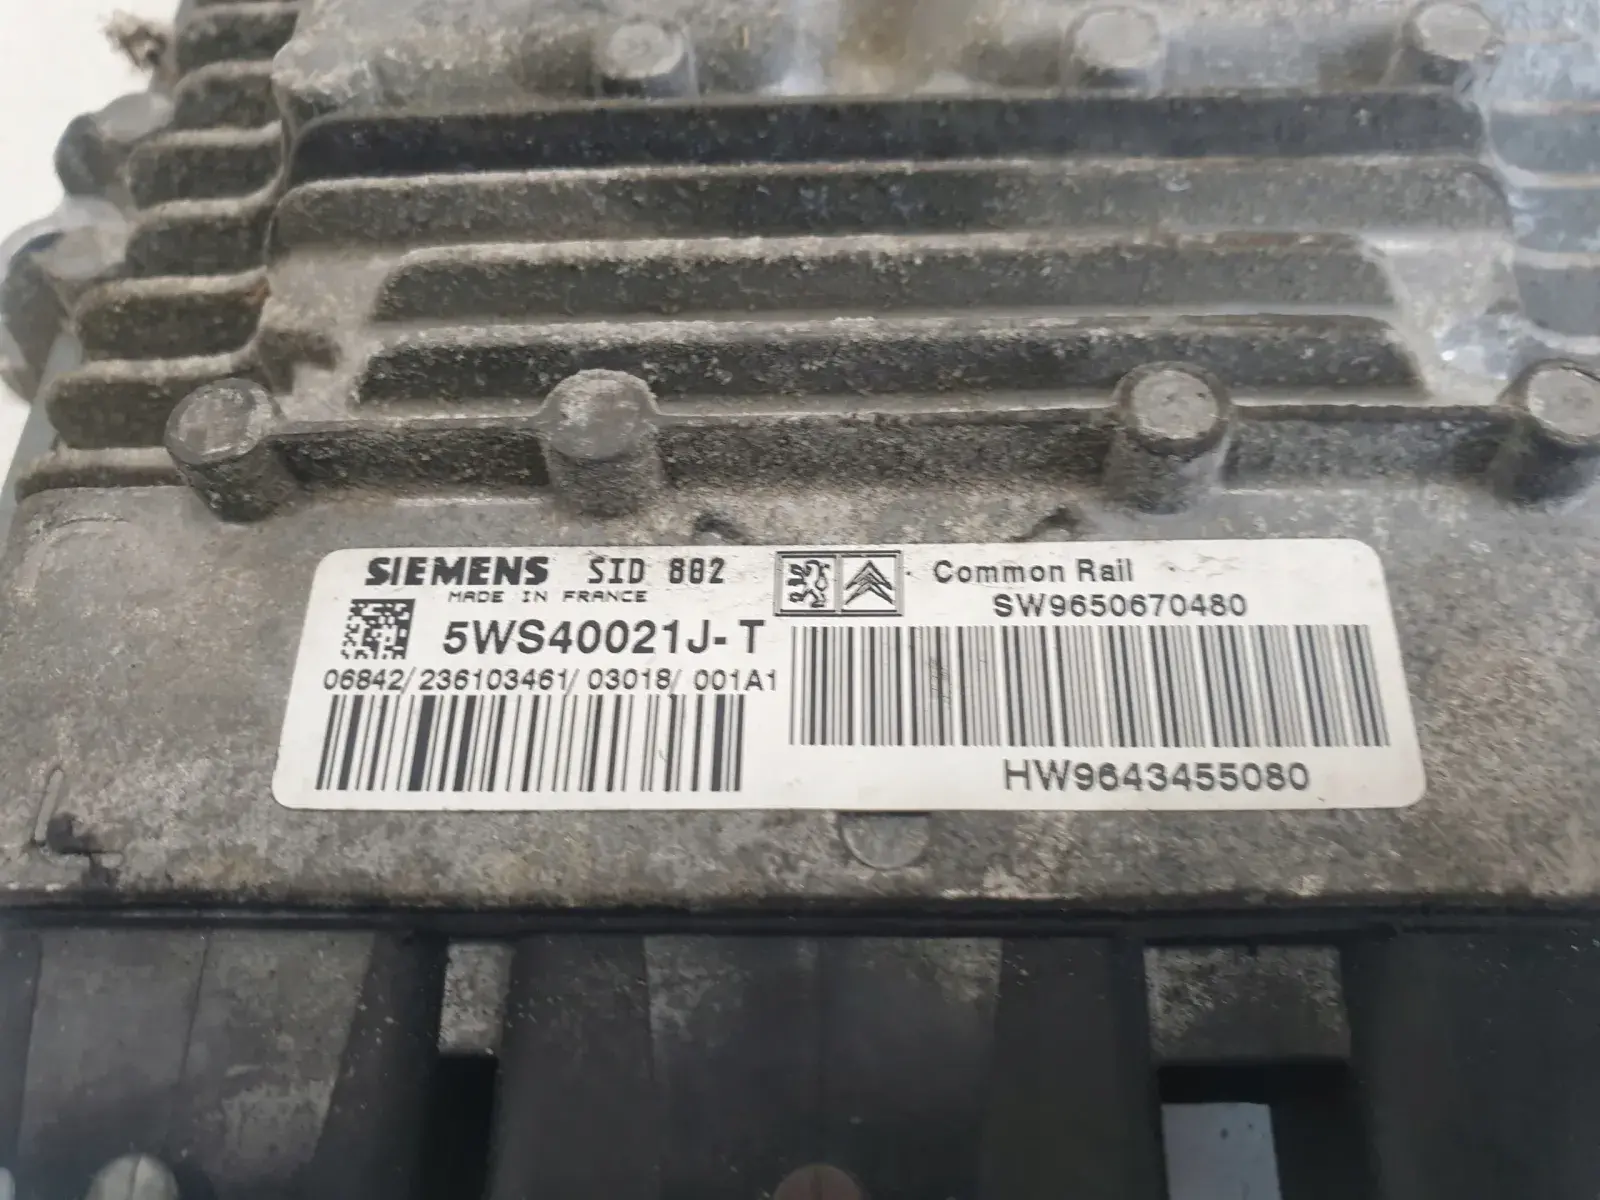 SIEMENS SID 802
MADE IN FRANCE
5WS40021J-T
06842/236103461/03018/001A1
Common Rail
SW9650670480
HW9643455080